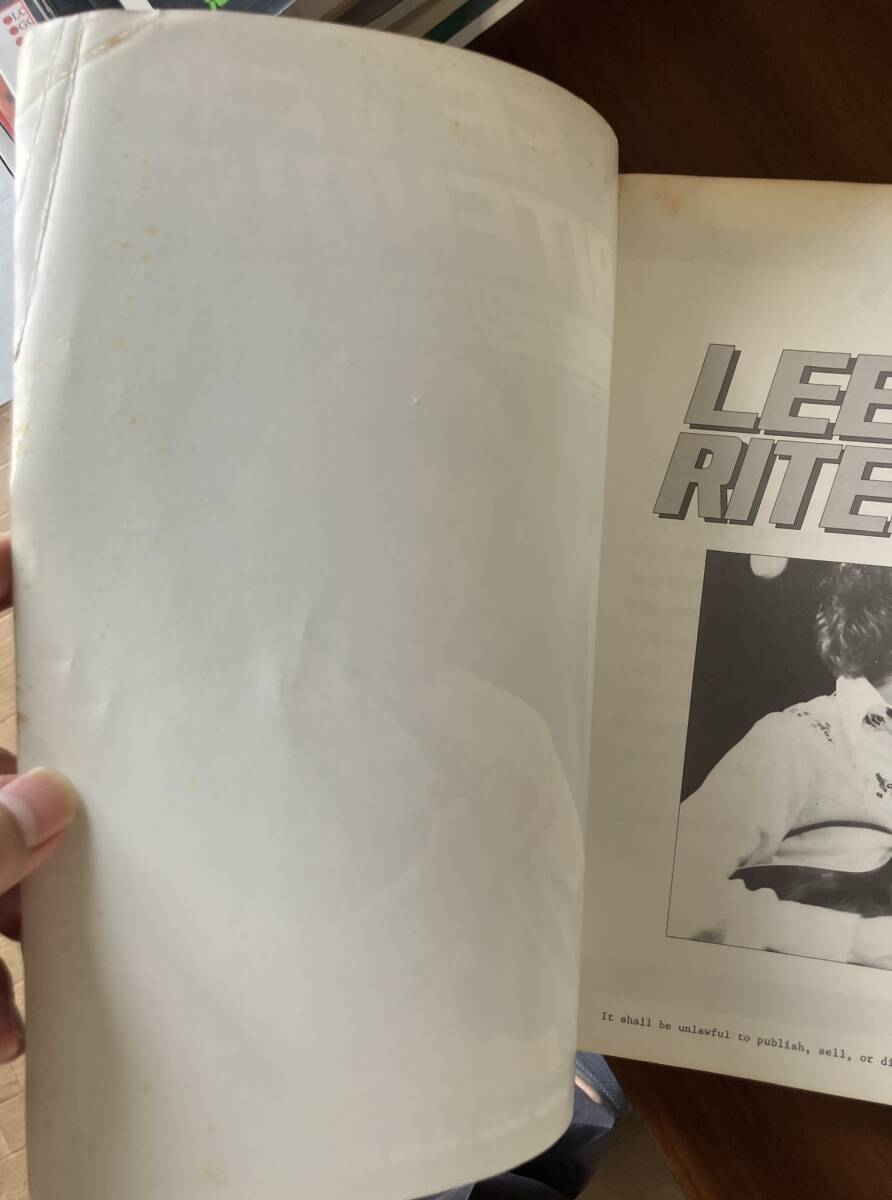 LEE
RITE
It shall be unlawful to publish, sell, or di